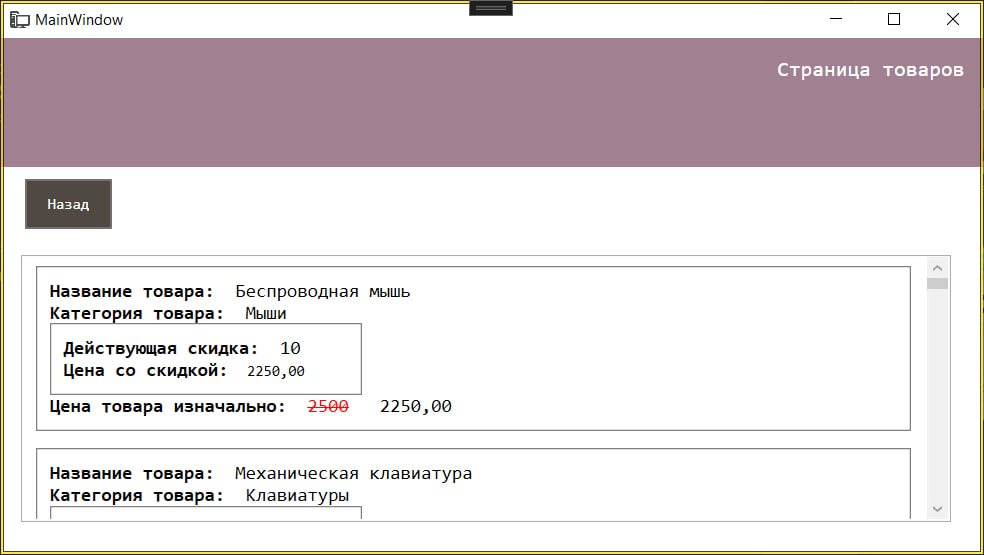 MainWindow
Страница товаров
Назад
Название товара: Беспроводная мышь
Категория товара: Мыши
Действующая скидка: 10
Цена со скидкой: 2250,00
Цена товара изначально: 2500 2250,00
Название товара: Механическая клавиатура
Категория товара: Клавиатуры